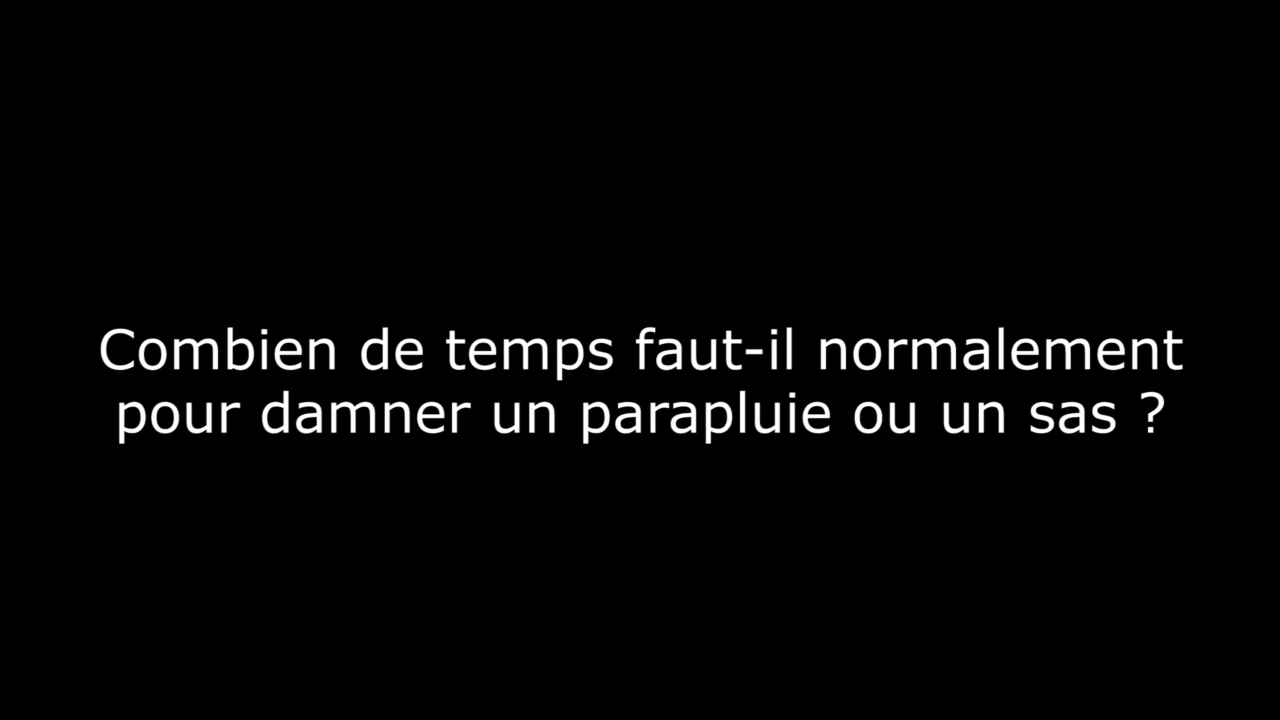 Combien de temps faut-il normalement
pour damner un parapluie ou un sas ?